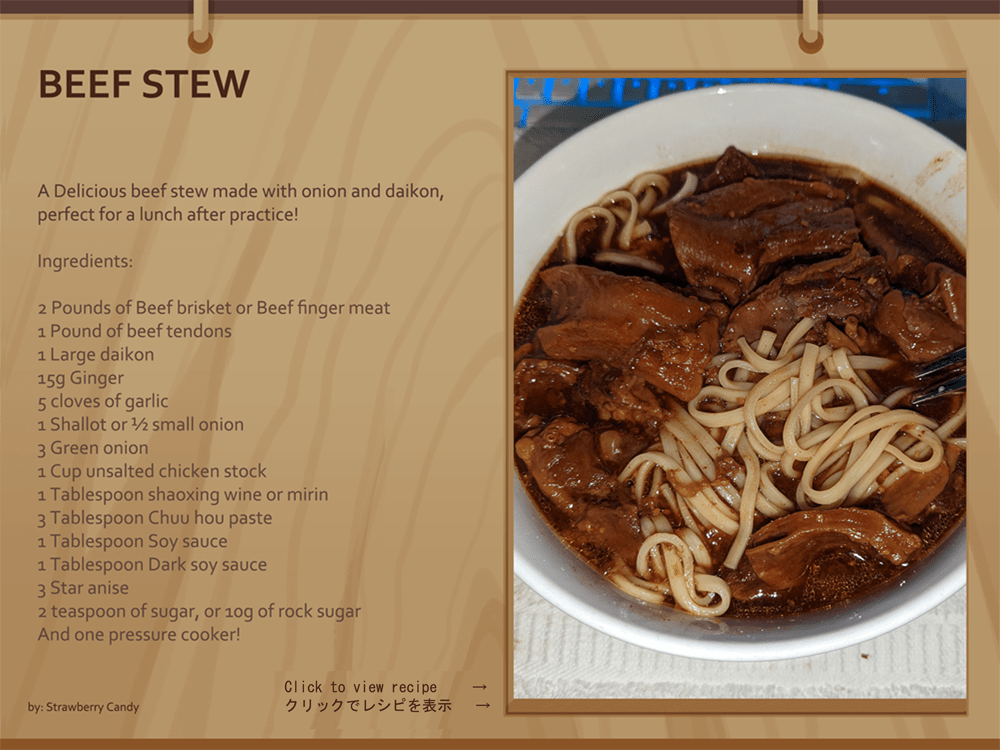 BEEF STEW
A Delicious beef stew made with onion and daikon,
perfect for a lunch after practice!
Ingredients:
2 Pounds of Beef brisket or Beef finger meat
1 Pound of beef tendons
1 Large daikon
15g Ginger
5 cloves of garlic
1 Shallot or ½ small onion
3 Green onion
1 Cup unsalted chicken stock
1 Tablespoon shaoxing wine or mirin
3 Tablespoon Chuu hou paste
1 Tablespoon Soy sauce
1 Tablespoon Dark soy sauce
3 Star anise
2 teaspoon of sugar, or 10g of rock sugar
And one pressure cooker!
Click to view recipe →
クリックでレシピを表示 →
by: Strawberry Candy